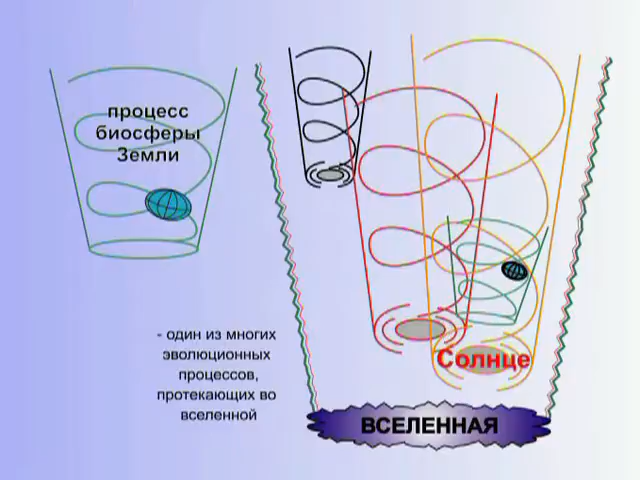 процесс
биосферы
Земли
- один из многих
эволюционных
процессов,
протекающих во
вселенной
Солнце
ВСЕЛЕННАЯ